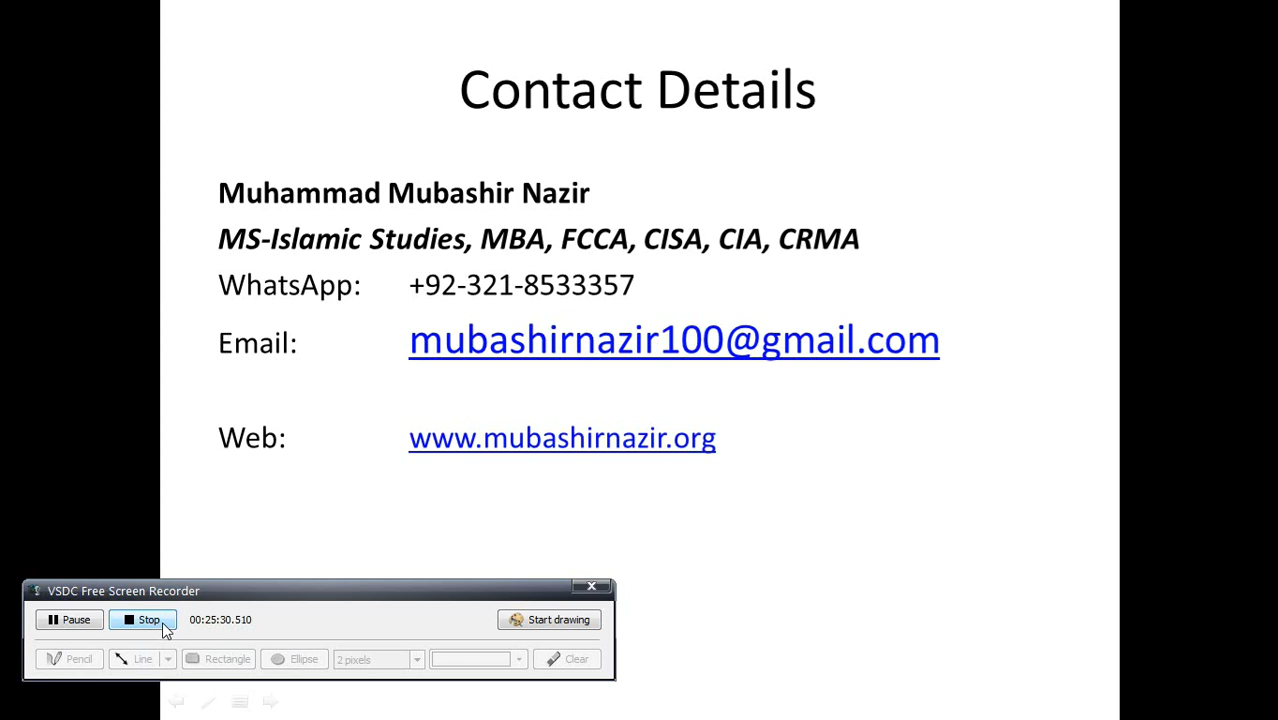 Contact Details
Muhammad Mubashir Nazir
MS-Islamic Studies, MBA, FCCA, CISA, CIA, CRMA
WhatsApp: +92-321-8533357
Email: mubashirnazir100@gmail.com
Web: www.mubashirnazir.org
VSDC Free Screen Recorder
Pause Stop 00:25:30.510 Start drawing
Pencil Line Rectangle Ellipse 2 pixels Clear